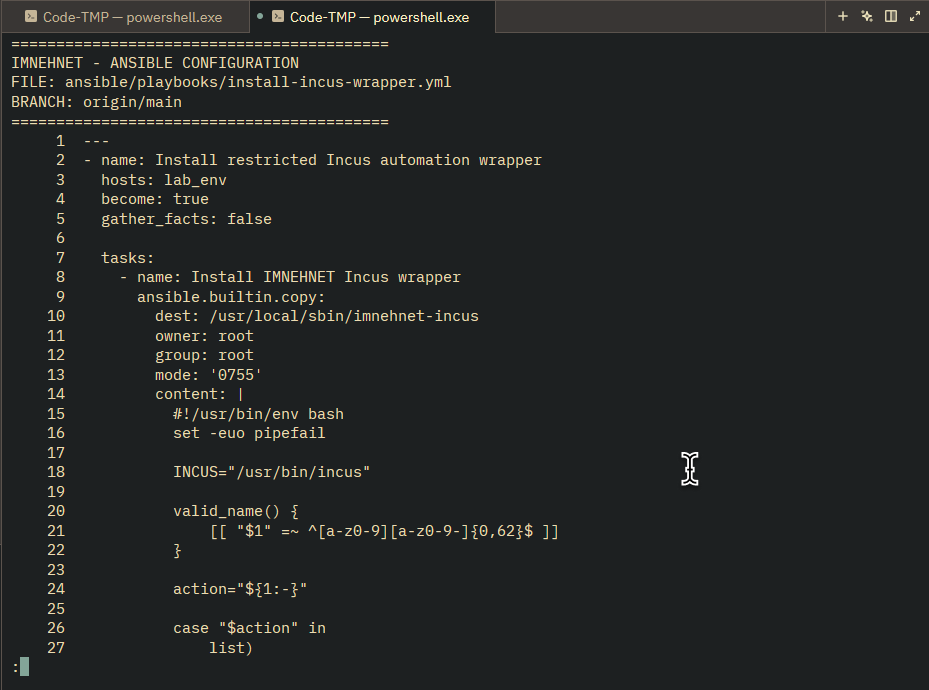 Code-TMP — powershell.exe
Code-TMP — powershell.exe
==========================================
IMNEHNET - ANSIBLE CONFIGURATION
FILE: ansible/playbooks/install-incus-wrapper.yml
BRANCH: origin/main
==========================================
1  ---
2  - name: Install restricted Incus automation wrapper
3    hosts: lab_env
4    become: true
5    gather_facts: false
6
7    tasks:
8      - name: Install IMNEHNET Incus wrapper
9        ansible.builtin.copy:
10          dest: /usr/local/sbin/imnehnet-incus
11          owner: root
12          group: root
13          mode: '0755'
14          content: |
15            #!/usr/bin/env bash
16            set -euo pipefail
17
18            INCUS="/usr/bin/incus"
19
20            valid_name() {
21                [[ "$1" =~ ^[a-z0-9][a-z0-9-]{0,62}$ ]]
22            }
23
24            action="${1:-}"
25
26            case "$action" in
27                list)
: